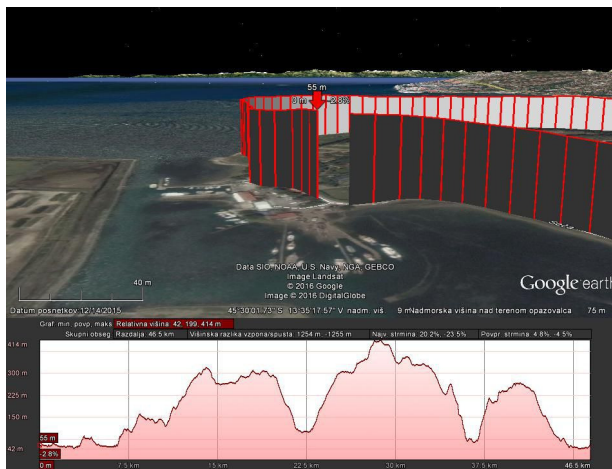 55 m
0 m -2.8%
40 m
Data SIO, NOAA, U.S. Navy, NGA, GEBCO
Image Landsat
© 2016 Google
Image © 2016 DigitalGlobe
Google earth
Datum posnetkov 12/14/2015 45°30'01.73" S 13°35'17.57" V nadm. viš. 9 m Nadmorska višina nad terenom opazovalca 75 m
Graf: min, povp, maks Relativna višina: 42, 199, 414 m
Skupni obseg: Razdalja: 46.5 km Višinska razlika vzpona/spusta: 1254 m, -1255 m Najv. strmina: 20.2%, -23.5% Povpr. strmina: 4.8%, -4.5%
414 m
300 m
225 m
150 m
55 m
42 m
-2.8%
0 m 7.5 km 15 km 22.5 km 30 km 37.5 km 46.5 km